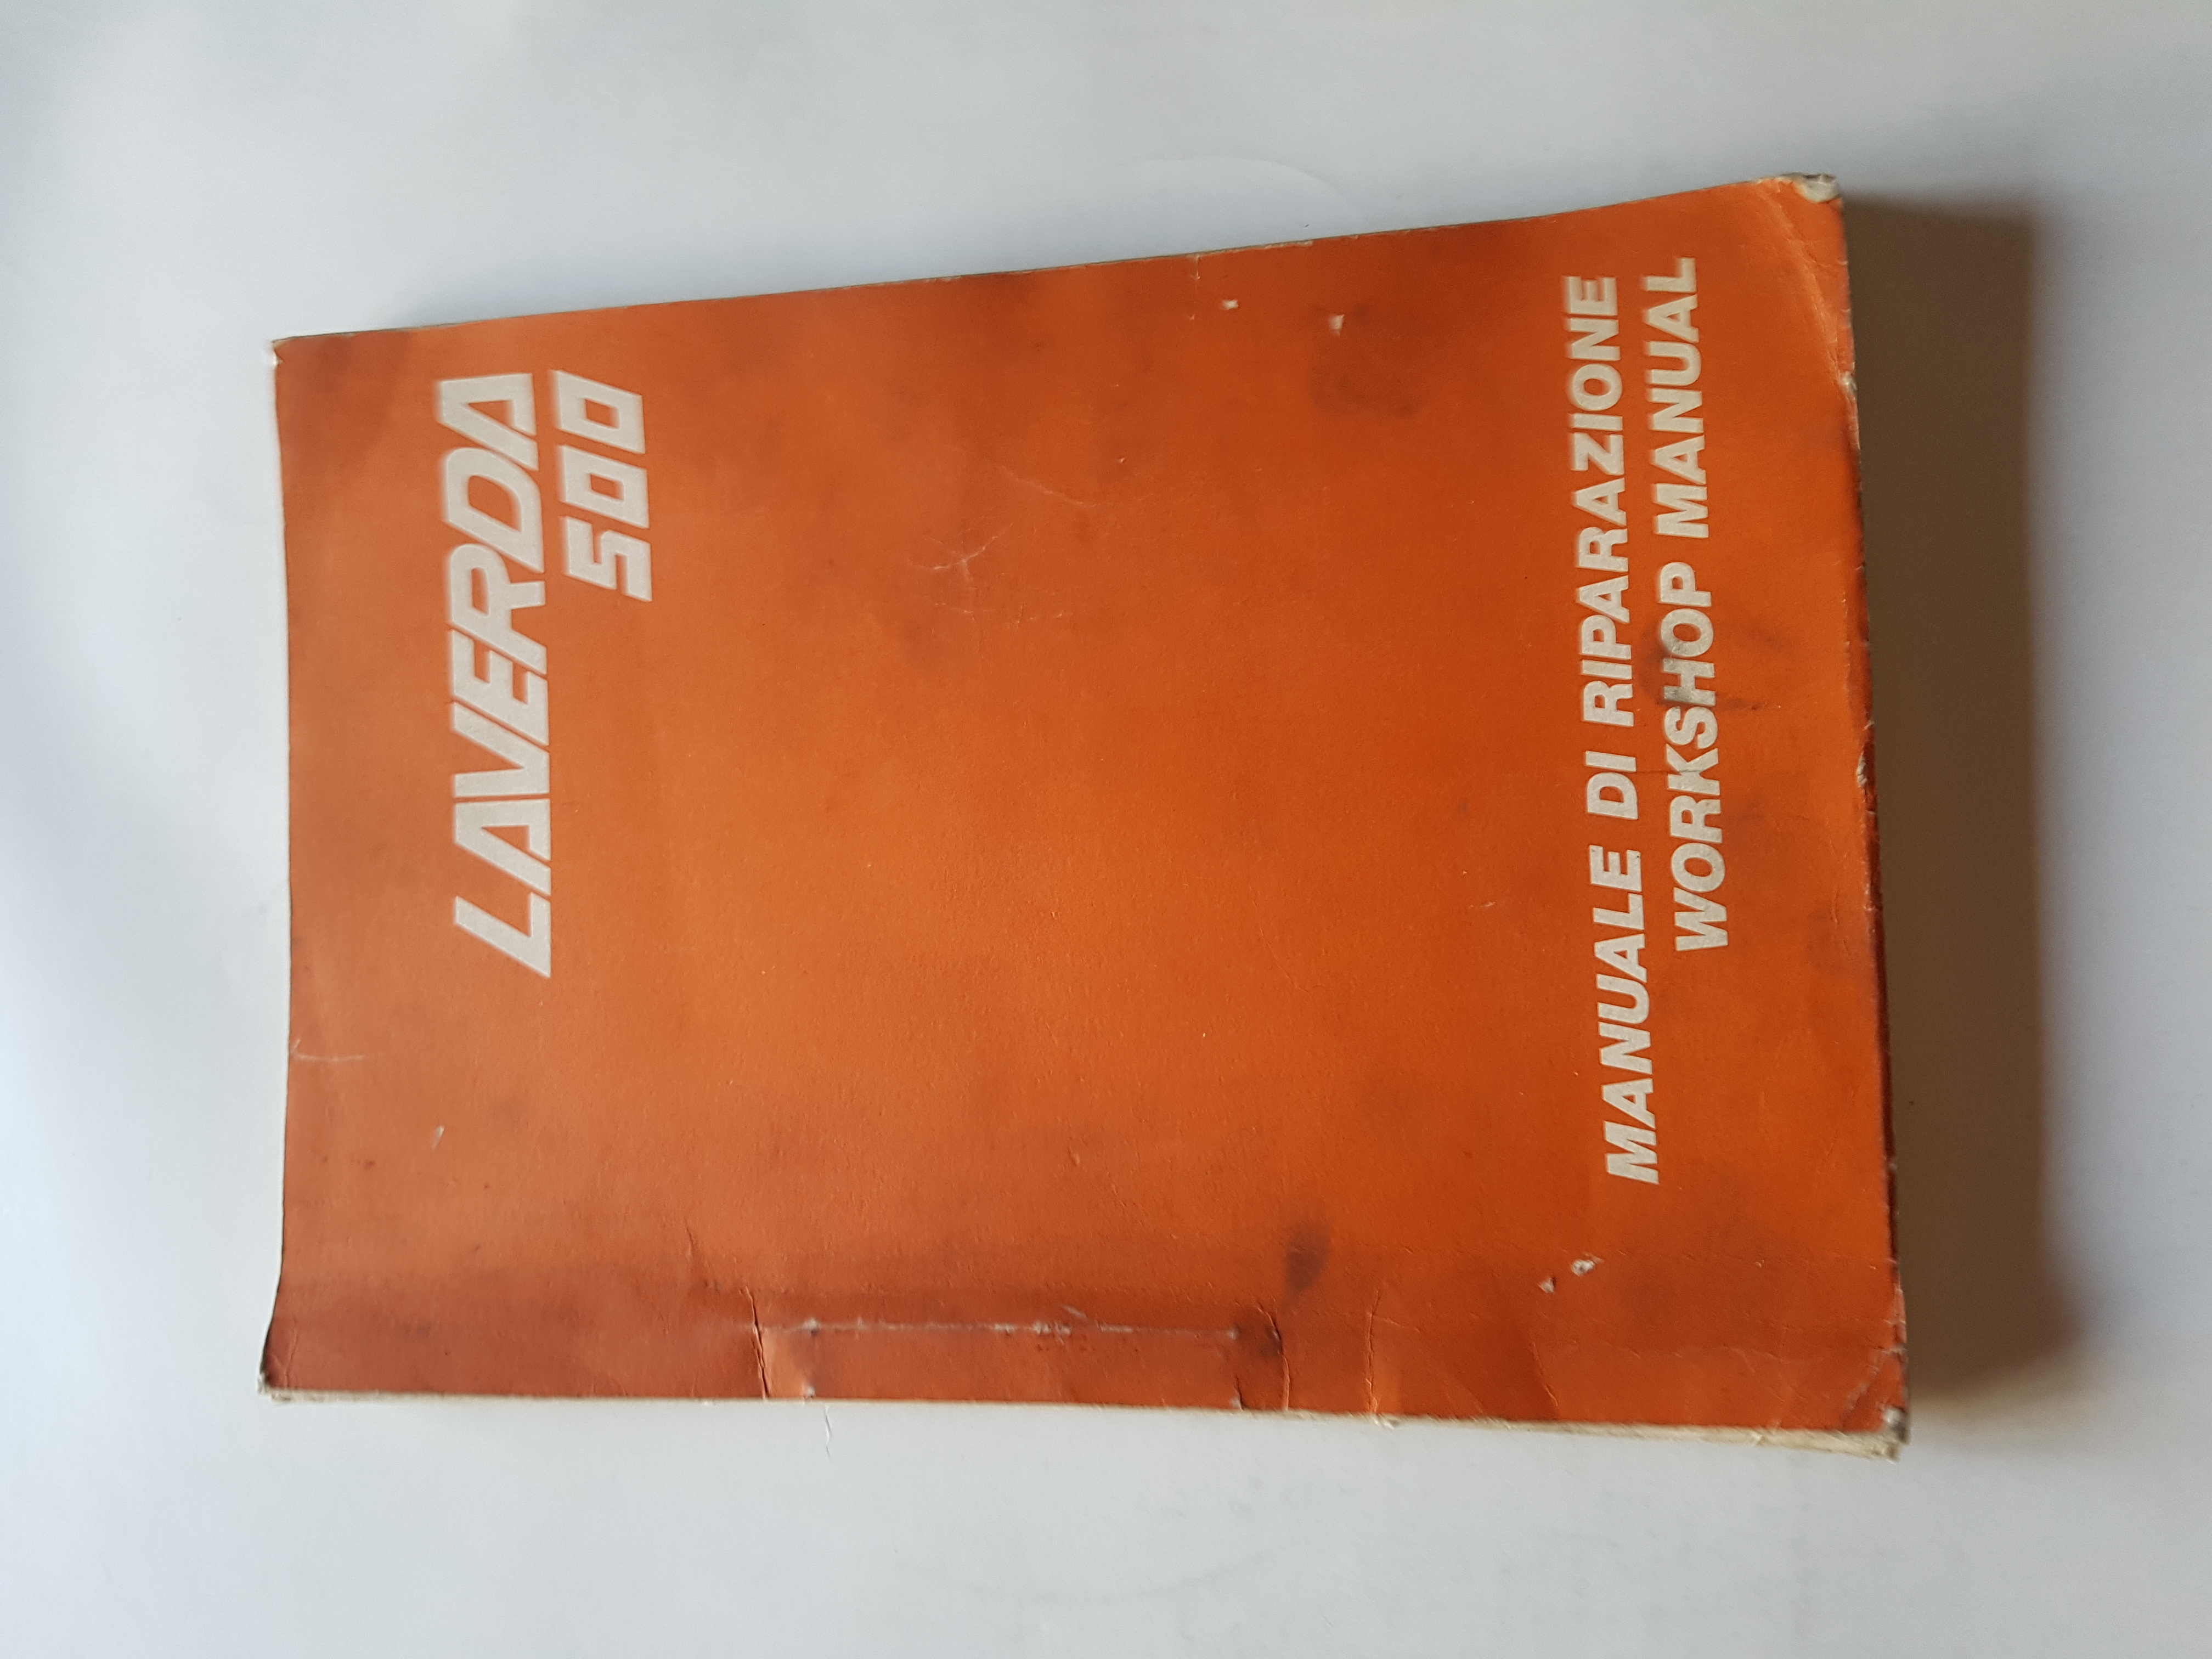 LAVERDA
500
MANUALE DI RIPARAZIONE
WORKSHOP MANUAL